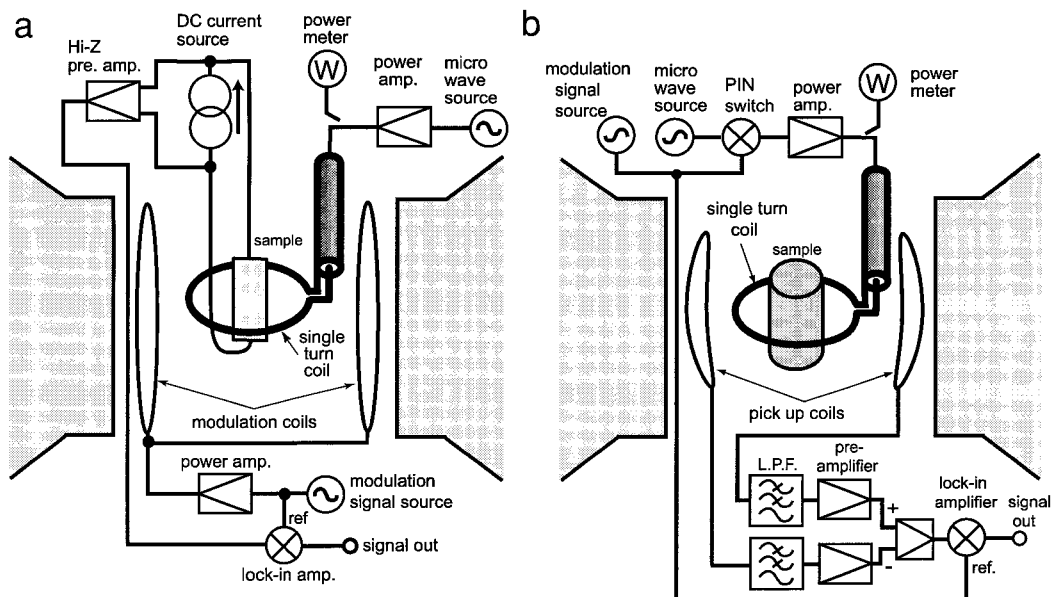 a
Hi-Z
pre. amp.
DC current
source
power
meter
W
power
amp.
micro
wave
source
sample
single
turn
coil
modulation coils
power amp.
modulation
signal source
ref
signal out
lock-in amp.
b
modulation
signal
source
micro
wave
source
PIN
switch
power
amp.
W
power
meter
single turn
coil
sample
pick up coils
L.P.F.
pre-
amplifier
lock-in
amplifier
signal
out
+
-
ref.